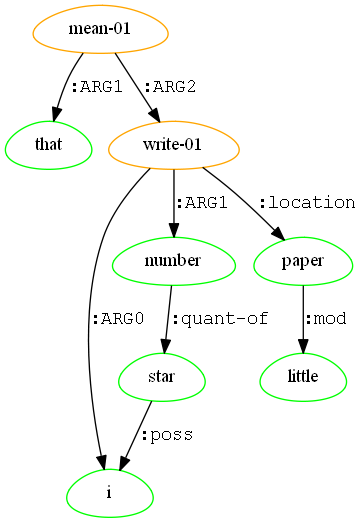 mean-01
:ARG1 :ARG2
that write-01
:ARG1 :location
number paper
:ARG0 :quant-of :mod
star little
:poss
i